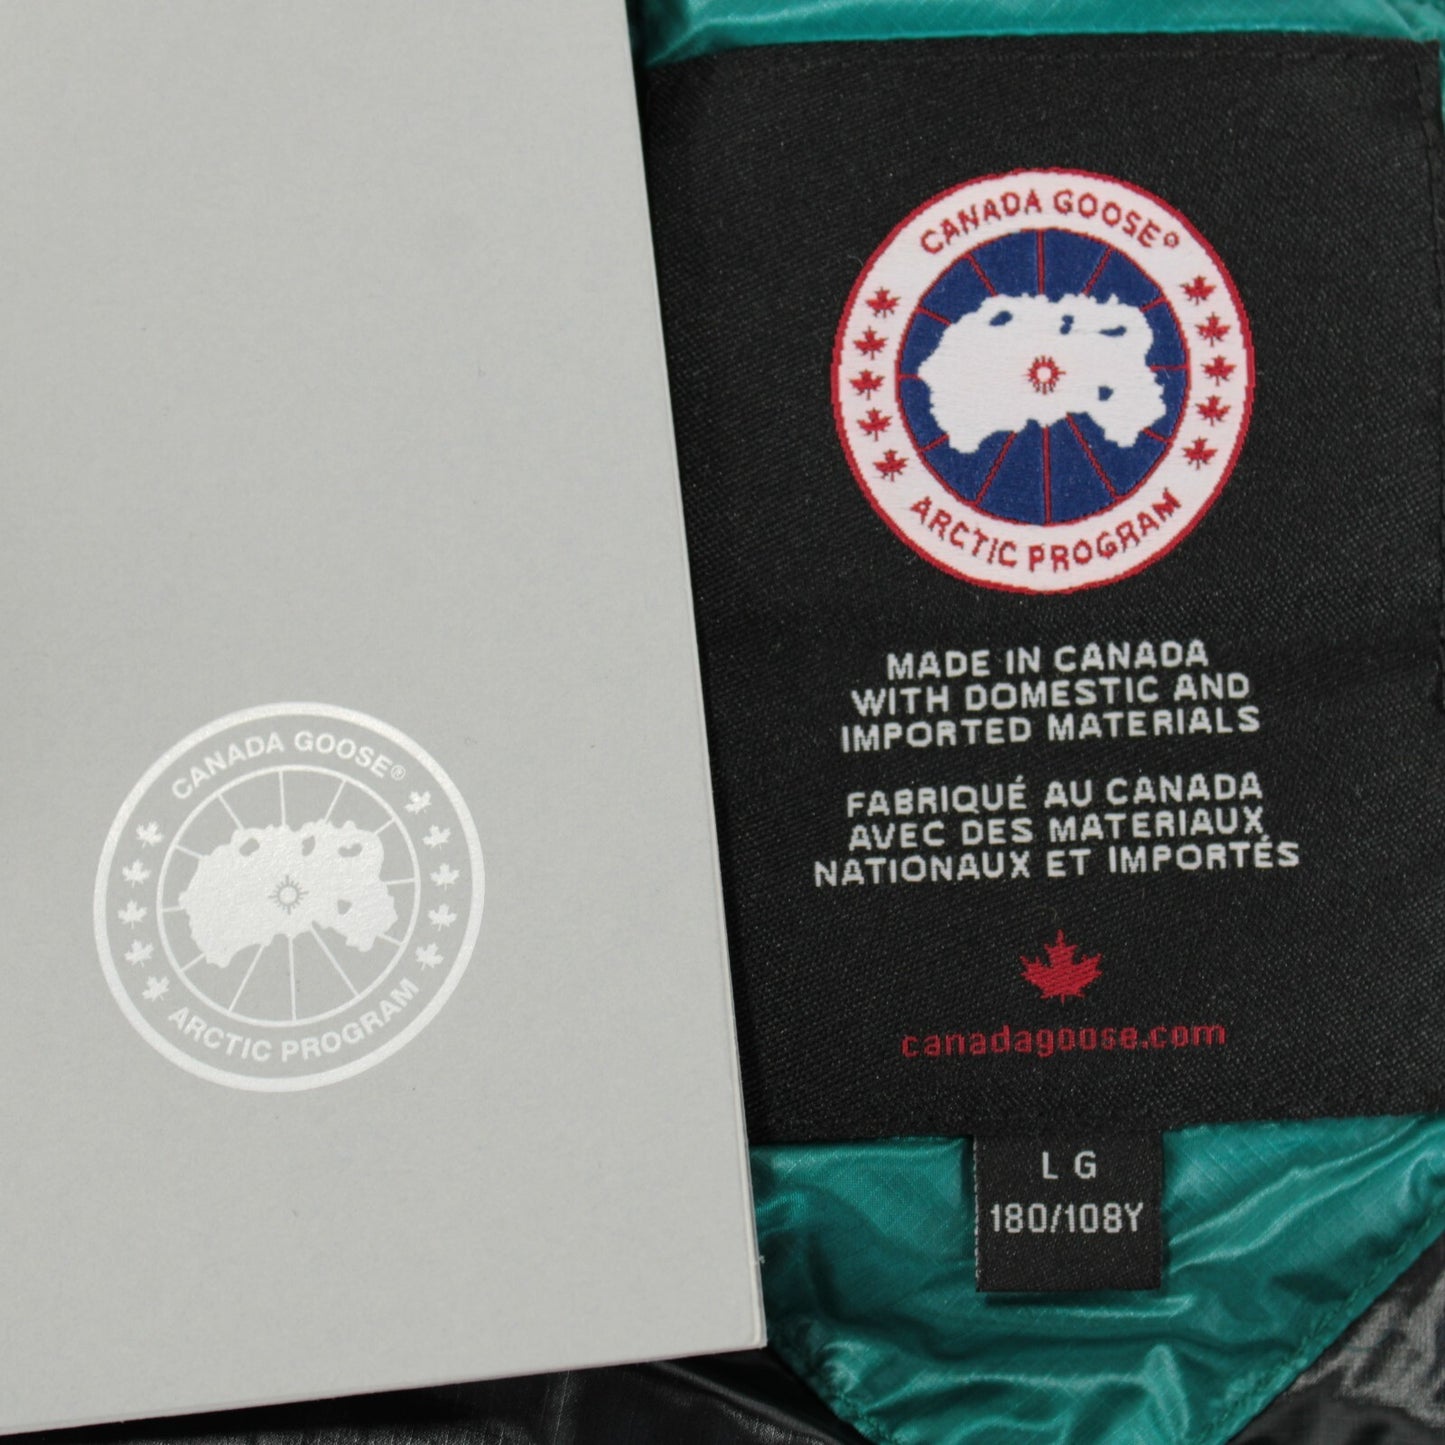 CANADA GOOSE®
ARCTIC PROGRAM
CANADA GOOSE®
ARCTIC PROGRAM
MADE IN CANADA
WITH DOMESTIC AND
IMPORTED MATERIALS
FABRIQUÉ AU CANADA
AVEC DES MATERIAUX
NATIONAUX ET IMPORTÉS
canadagoose.com
L G
180/108Y